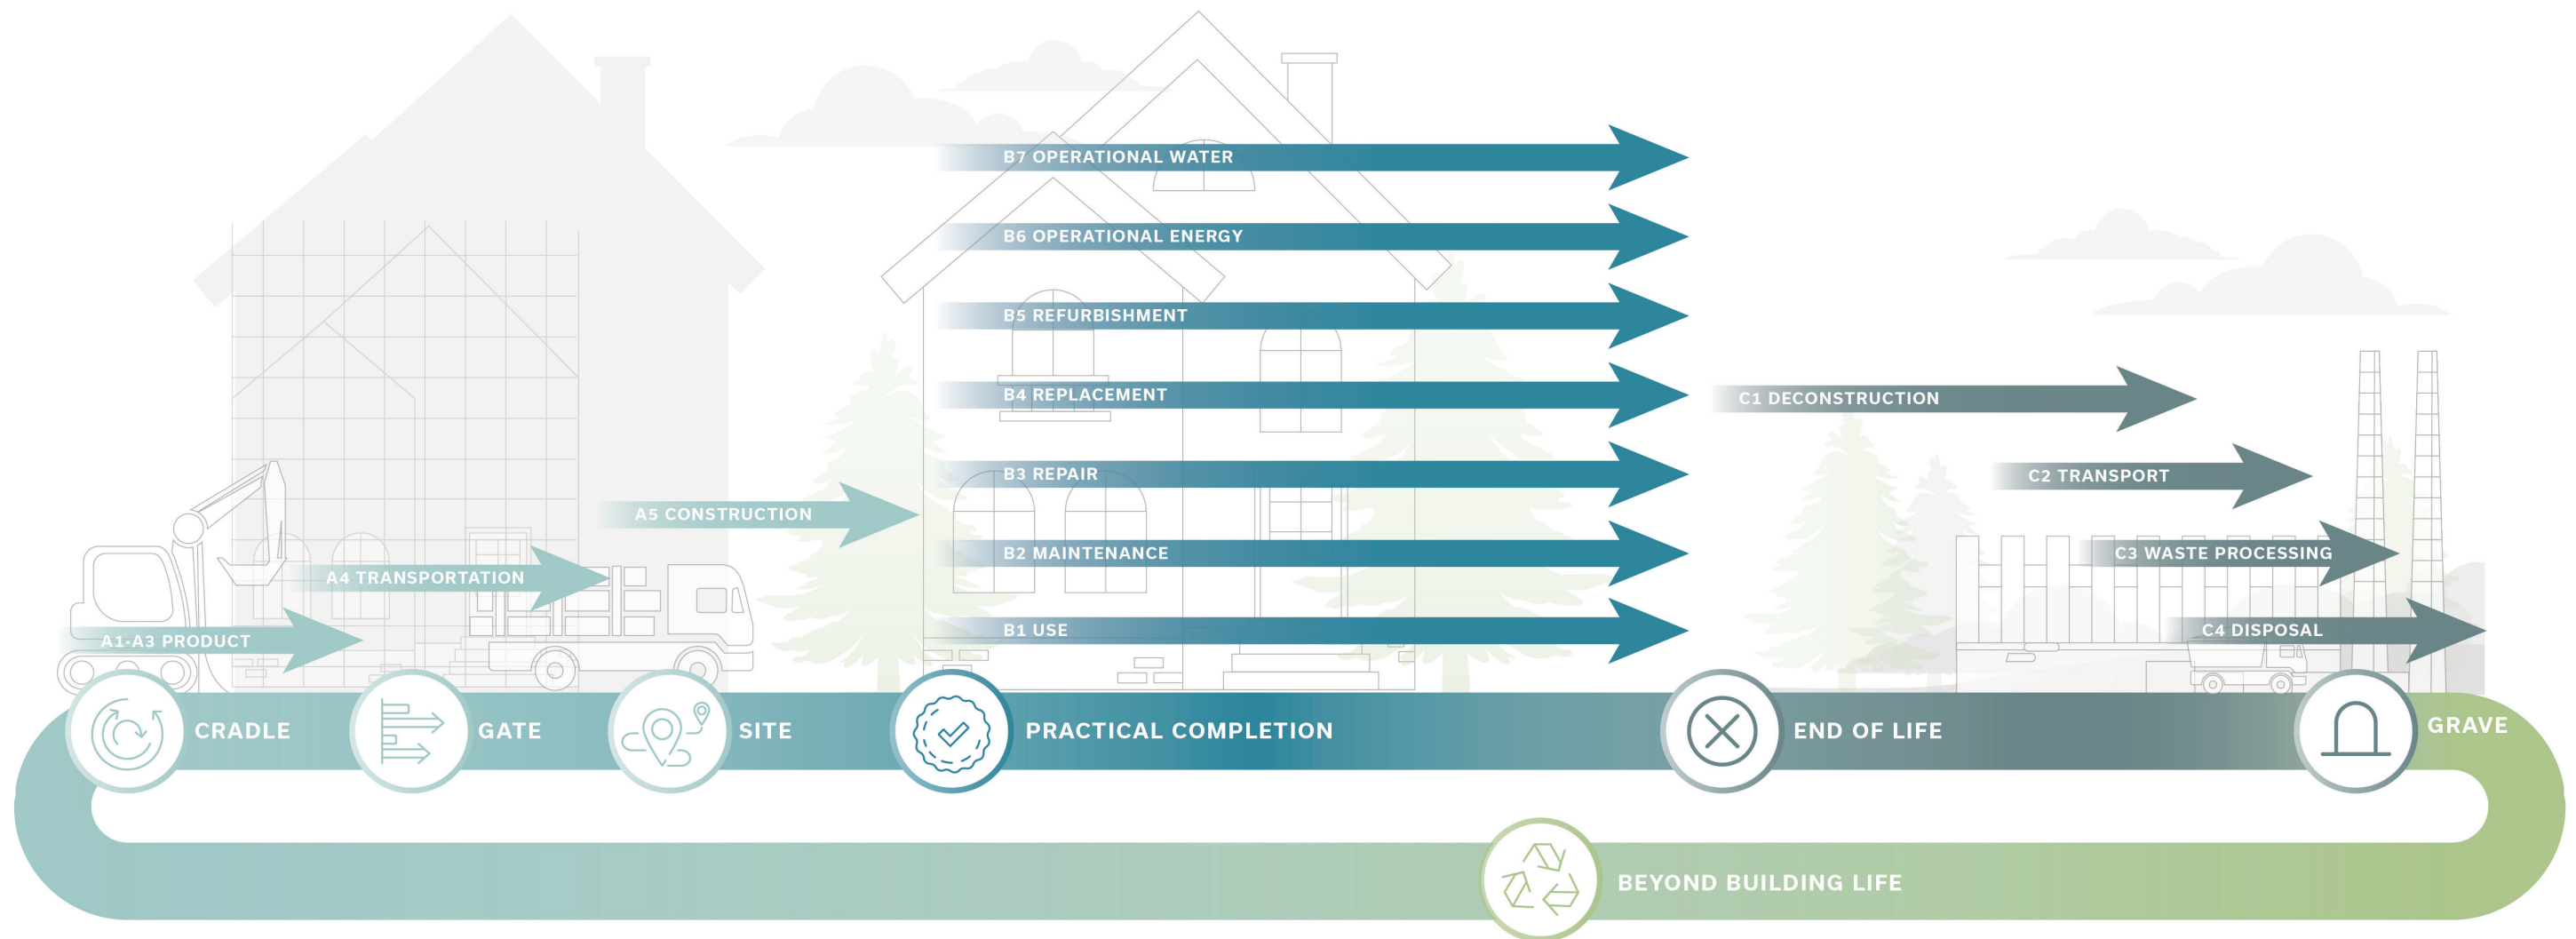 B7 OPERATIONAL WATER
B6 OPERATIONAL ENERGY
B5 REFURBISHMENT
B4 REPLACEMENT
C1 DECONSTRUCTION
B3 REPAIR
C2 TRANSPORT
A5 CONSTRUCTION
B2 MAINTENANCE
C3 WASTE PROCESSING
A4 TRANSPORTATION
B1 USE
C4 DISPOSAL
A1-A3 PRODUCT
CRADLE
GATE
SITE
PRACTICAL COMPLETION
END OF LIFE
GRAVE
BEYOND BUILDING LIFE